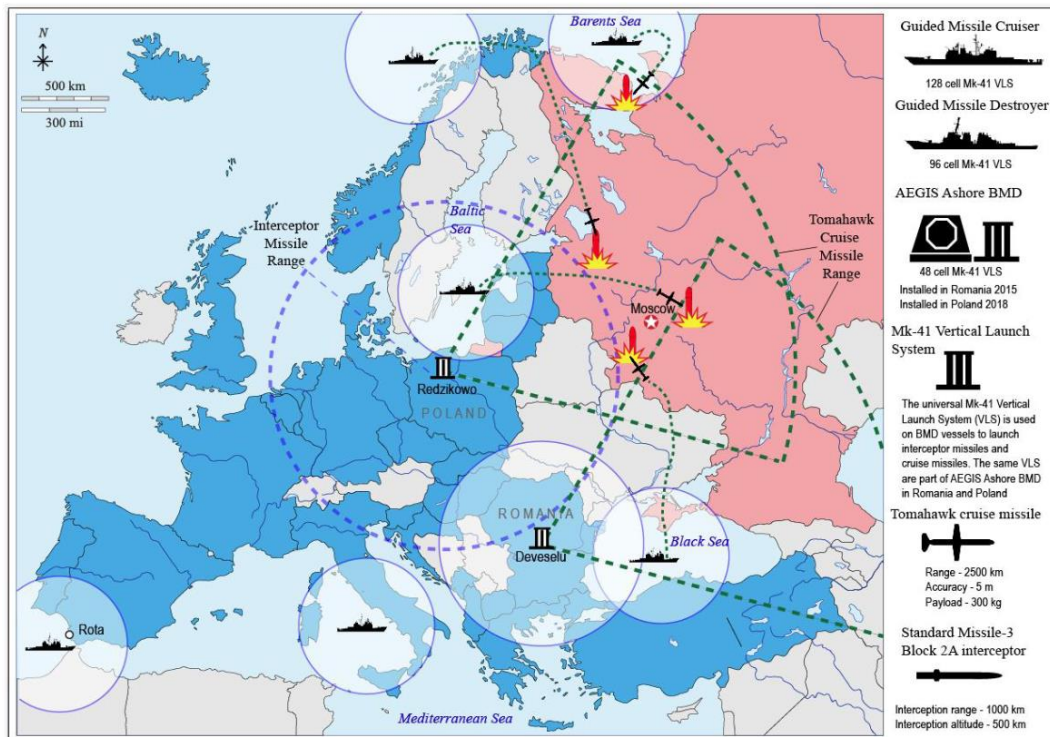 Barents Sea
N
500 km
300 mi
Interceptor
Missile
Range
Baltic
Sea
Tomahawk
Cruise
Missile
Range
Moscow
Redzikowo
POLAND
ROMANIA
Deveselu
Black Sea
Rota
Mediterranean Sea
Guided Missile Cruiser
128 cell Mk-41 VLS
Guided Missile Destroyer
96 cell Mk-41 VLS
AEGIS Ashore BMD
48 cell Mk-41 VLS
Installed in Romania 2015
Installed in Poland 2018
Mk-41 Vertical Launch
System
The universal Mk-41 Vertical
Launch System (VLS) is used
on BMD vessels to launch
interceptor missiles and
cruise missiles. The same VLS
are part of AEGIS Ashore BMD
in Romania and Poland
Tomahawk cruise missile
Range - 2500 km
Accuracy - 5 m
Payload - 300 kg
Standard Missile-3
Block 2A interceptor
Interception range - 1000 km
Interception altitude - 500 km